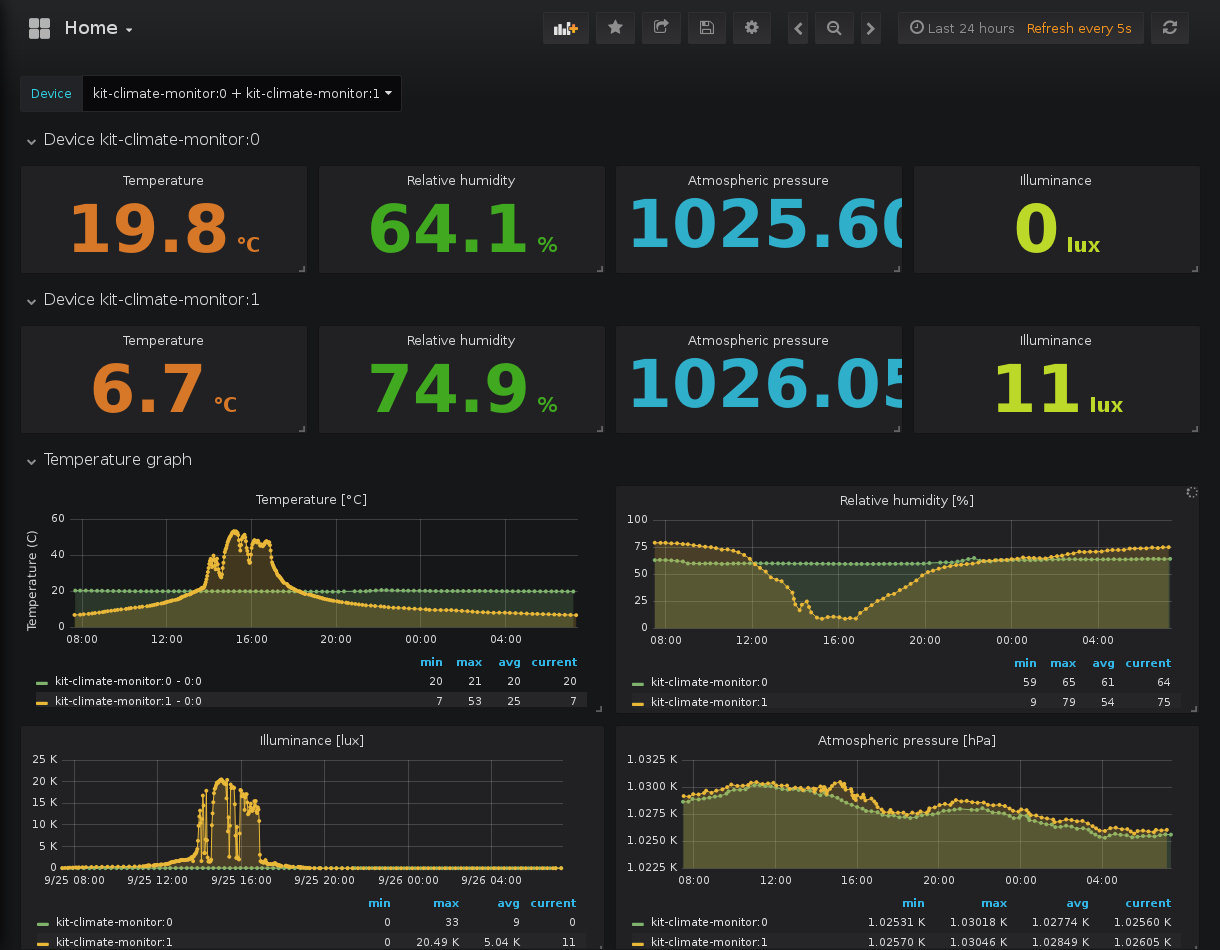 Home
Last 24 hours Refresh every 5s
Device kit-climate-monitor:0 + kit-climate-monitor:1
Device kit-climate-monitor:0
Temperature Relative humidity Atmospheric pressure Illuminance
19.8 °C 64.1 % 1025.60 0 lux
Device kit-climate-monitor:1
Temperature Relative humidity Atmospheric pressure Illuminance
6.7 °C 74.9 % 1026.05 11 lux
Temperature graph
Temperature [°C]
Temperature (C)
60
40
20
0
08:00 12:00 16:00 20:00 00:00 04:00
min max avg current
kit-climate-monitor:0 - 0:0 20 21 20 20
kit-climate-monitor:1 - 0:0 7 53 25 7
Relative humidity [%]
100
75
50
25
0
08:00 12:00 16:00 20:00 00:00 04:00
min max avg current
kit-climate-monitor:0 59 65 61 64
kit-climate-monitor:1 9 79 54 75
Illuminance [lux]
25 K
20 K
15 K
10 K
5 K
0
9/25 08:00 9/25 12:00 9/25 16:00 9/25 20:00 9/26 00:00 9/26 04:00
min max avg current
kit-climate-monitor:0 0 33 9 0
kit-climate-monitor:1 0 20.49 K 5.04 K 11
Atmospheric pressure [hPa]
1.0325 K
1.0300 K
1.0275 K
1.0250 K
1.0225 K
08:00 12:00 16:00 20:00 00:00 04:00
min max avg current
kit-climate-monitor:0 1.02531 K 1.03018 K 1.02774 K 1.02560 K
kit-climate-monitor:1 1.02570 K 1.03046 K 1.02849 K 1.02605 K